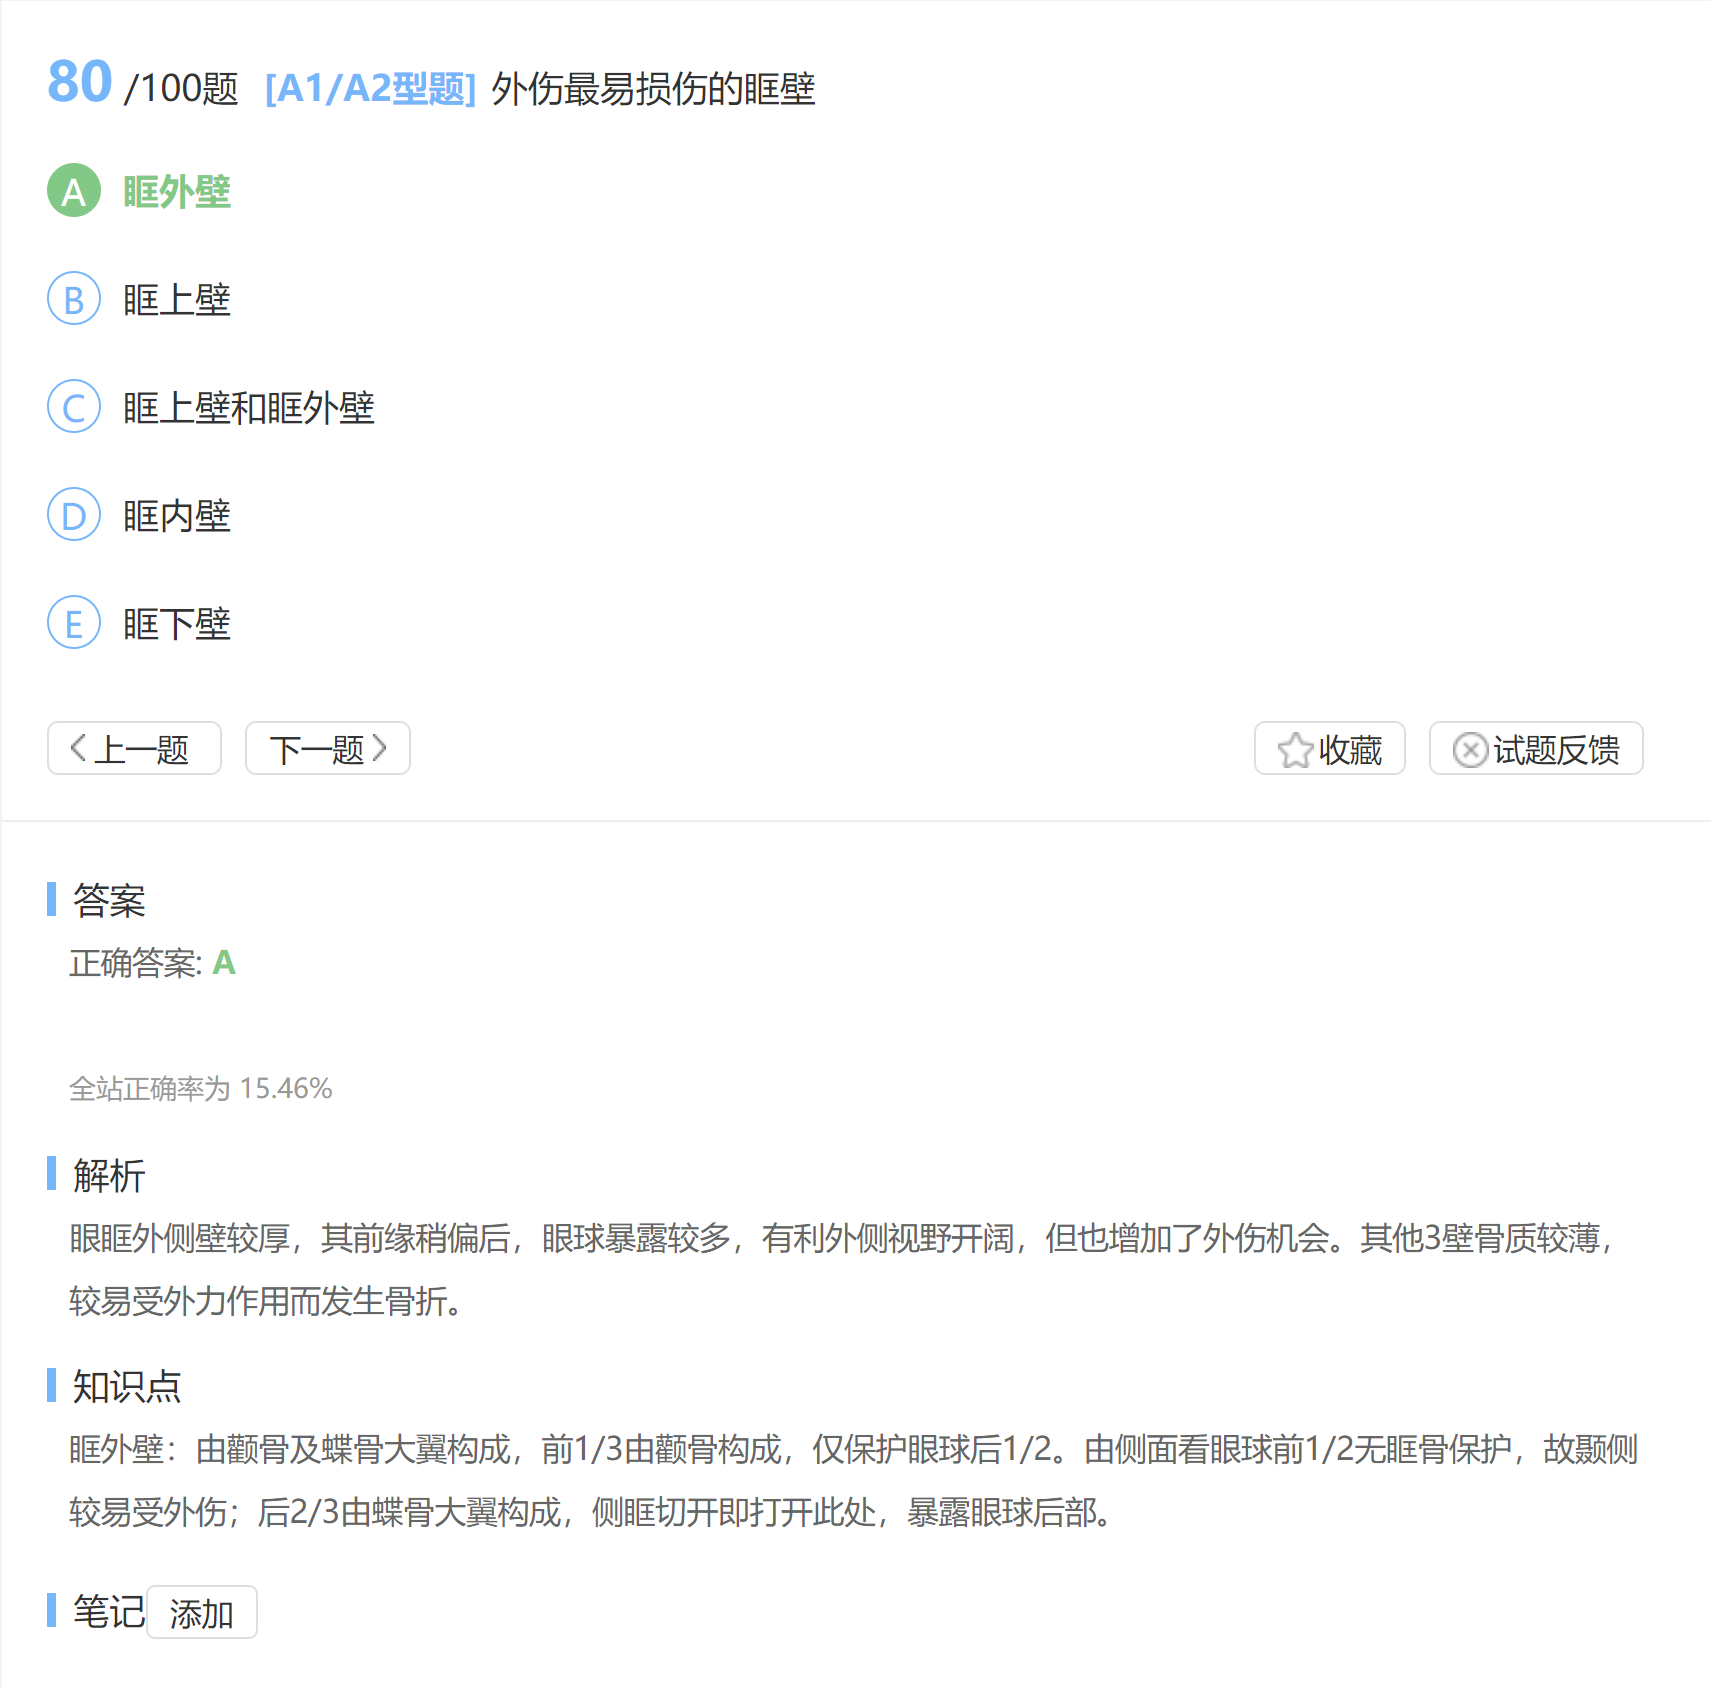 80 /100题 [A1/A2型题] 外伤最易损伤的眶壁
A 眶外壁
B 眶上壁
C 眶上壁和眶外壁
D 眶内壁
E 眶下壁
上一题 下一题 收藏 试题反馈
答案
正确答案: A
全站正确率为 15.46%
解析
眼眶外侧壁较厚，其前缘稍偏后，眼球暴露较多，有利外侧视野开阔，但也增加了外伤机会。其他3壁骨质较薄，
较易受外力作用而发生骨折。
知识点
眶外壁：由颧骨及蝶骨大翼构成，前1/3由颧骨构成，仅保护眼球后1/2。由侧面看眼球前1/2无眶骨保护，故颞侧
较易受外伤；后2/3由蝶骨大翼构成，侧眶切开即打开此处，暴露眼球后部。
笔记 添加